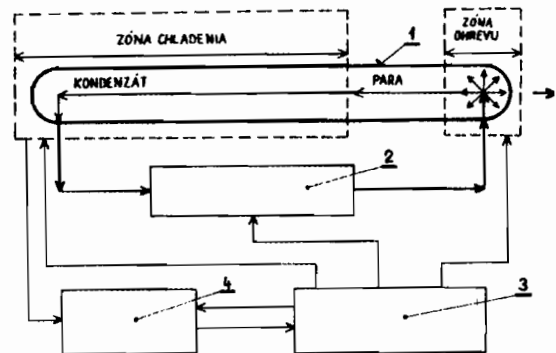 ZÓNA CHLADENIA
1
ZÓNA
OHREVU
KONDENZÁT
PARA
2
4
3